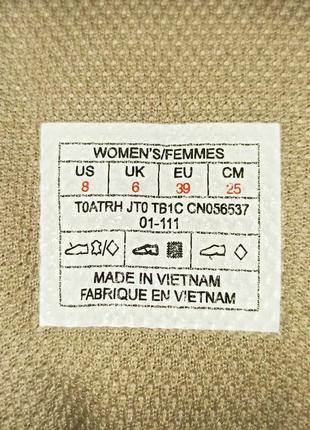 WOMEN'S/FEMMES
US UK EU CM
8 6 39 25
T0ATRH JT0 TB1C CN056537
01-111
MADE IN VIETNAM
FABRIQUE EN VIETNAM